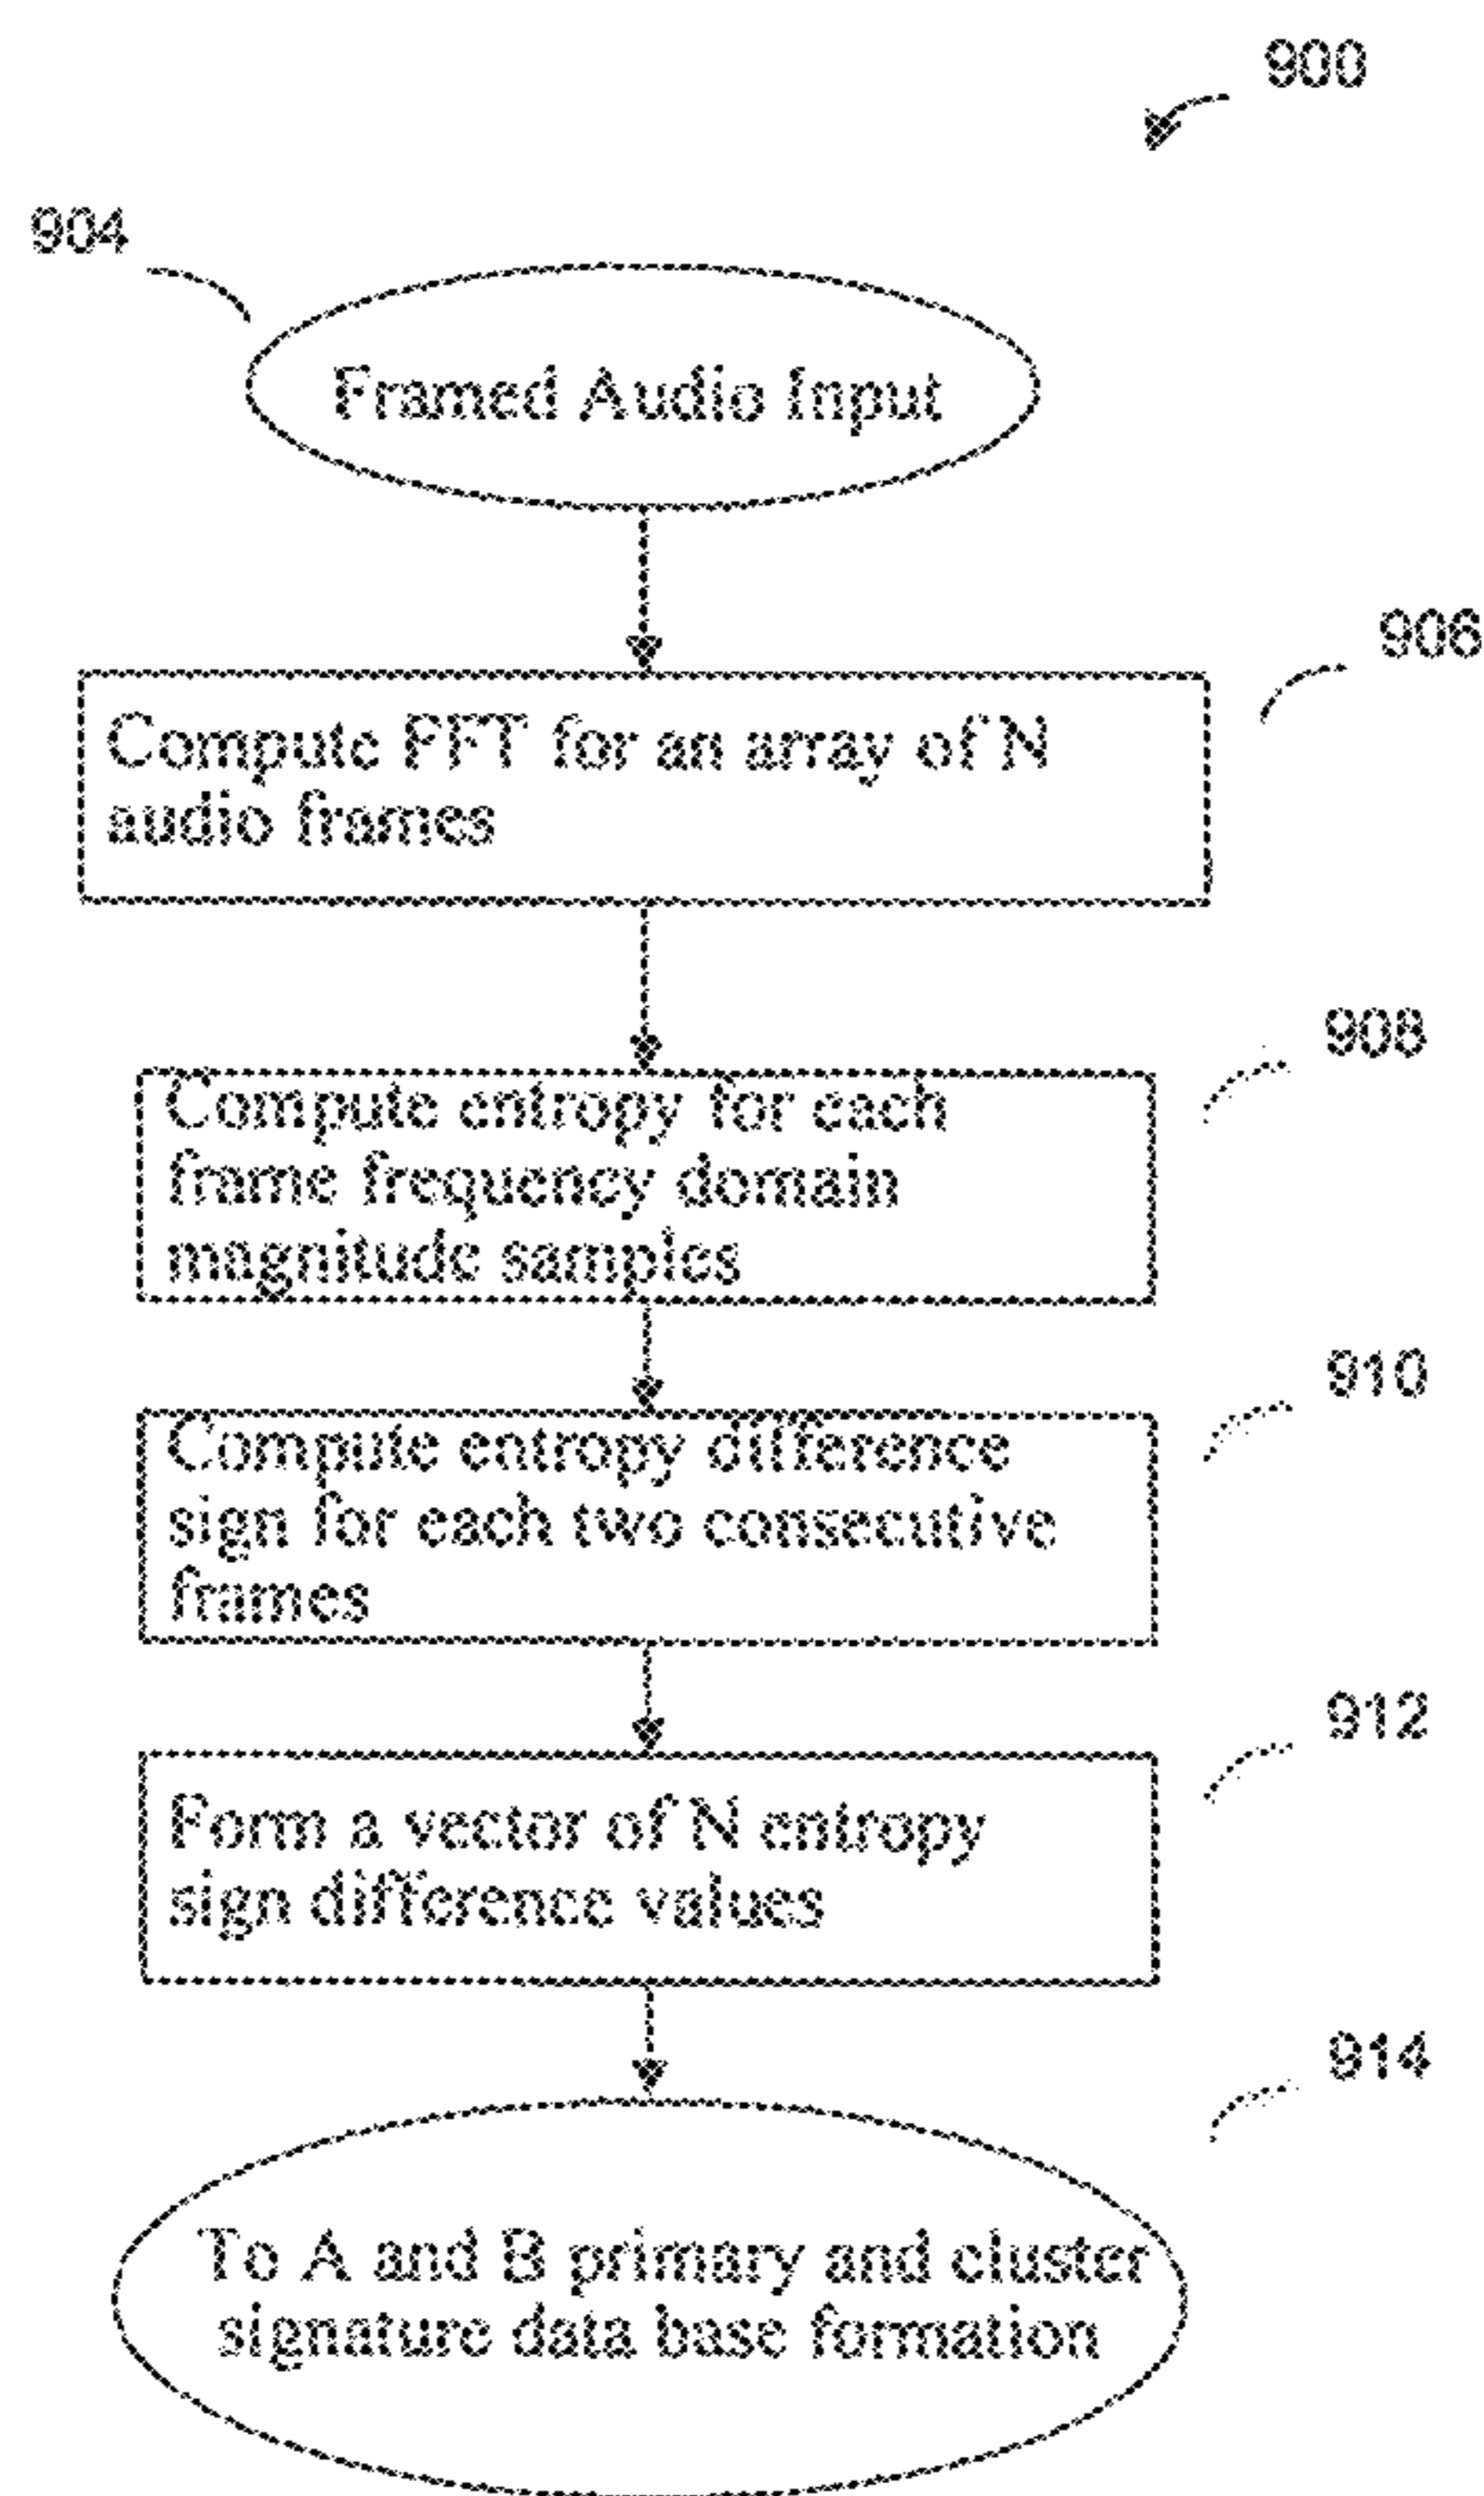 900
904
Framed Audio Input
906
Compute FFT for an array of N
audio frames
908
Compute entropy for each
frame frequency domain
magnitude samples
910
Compute entropy difference
sign for each two consecutive
frames
912
Form a vector of N entropy
sign difference values
914
To A and B primary and cluster
signature data base formation